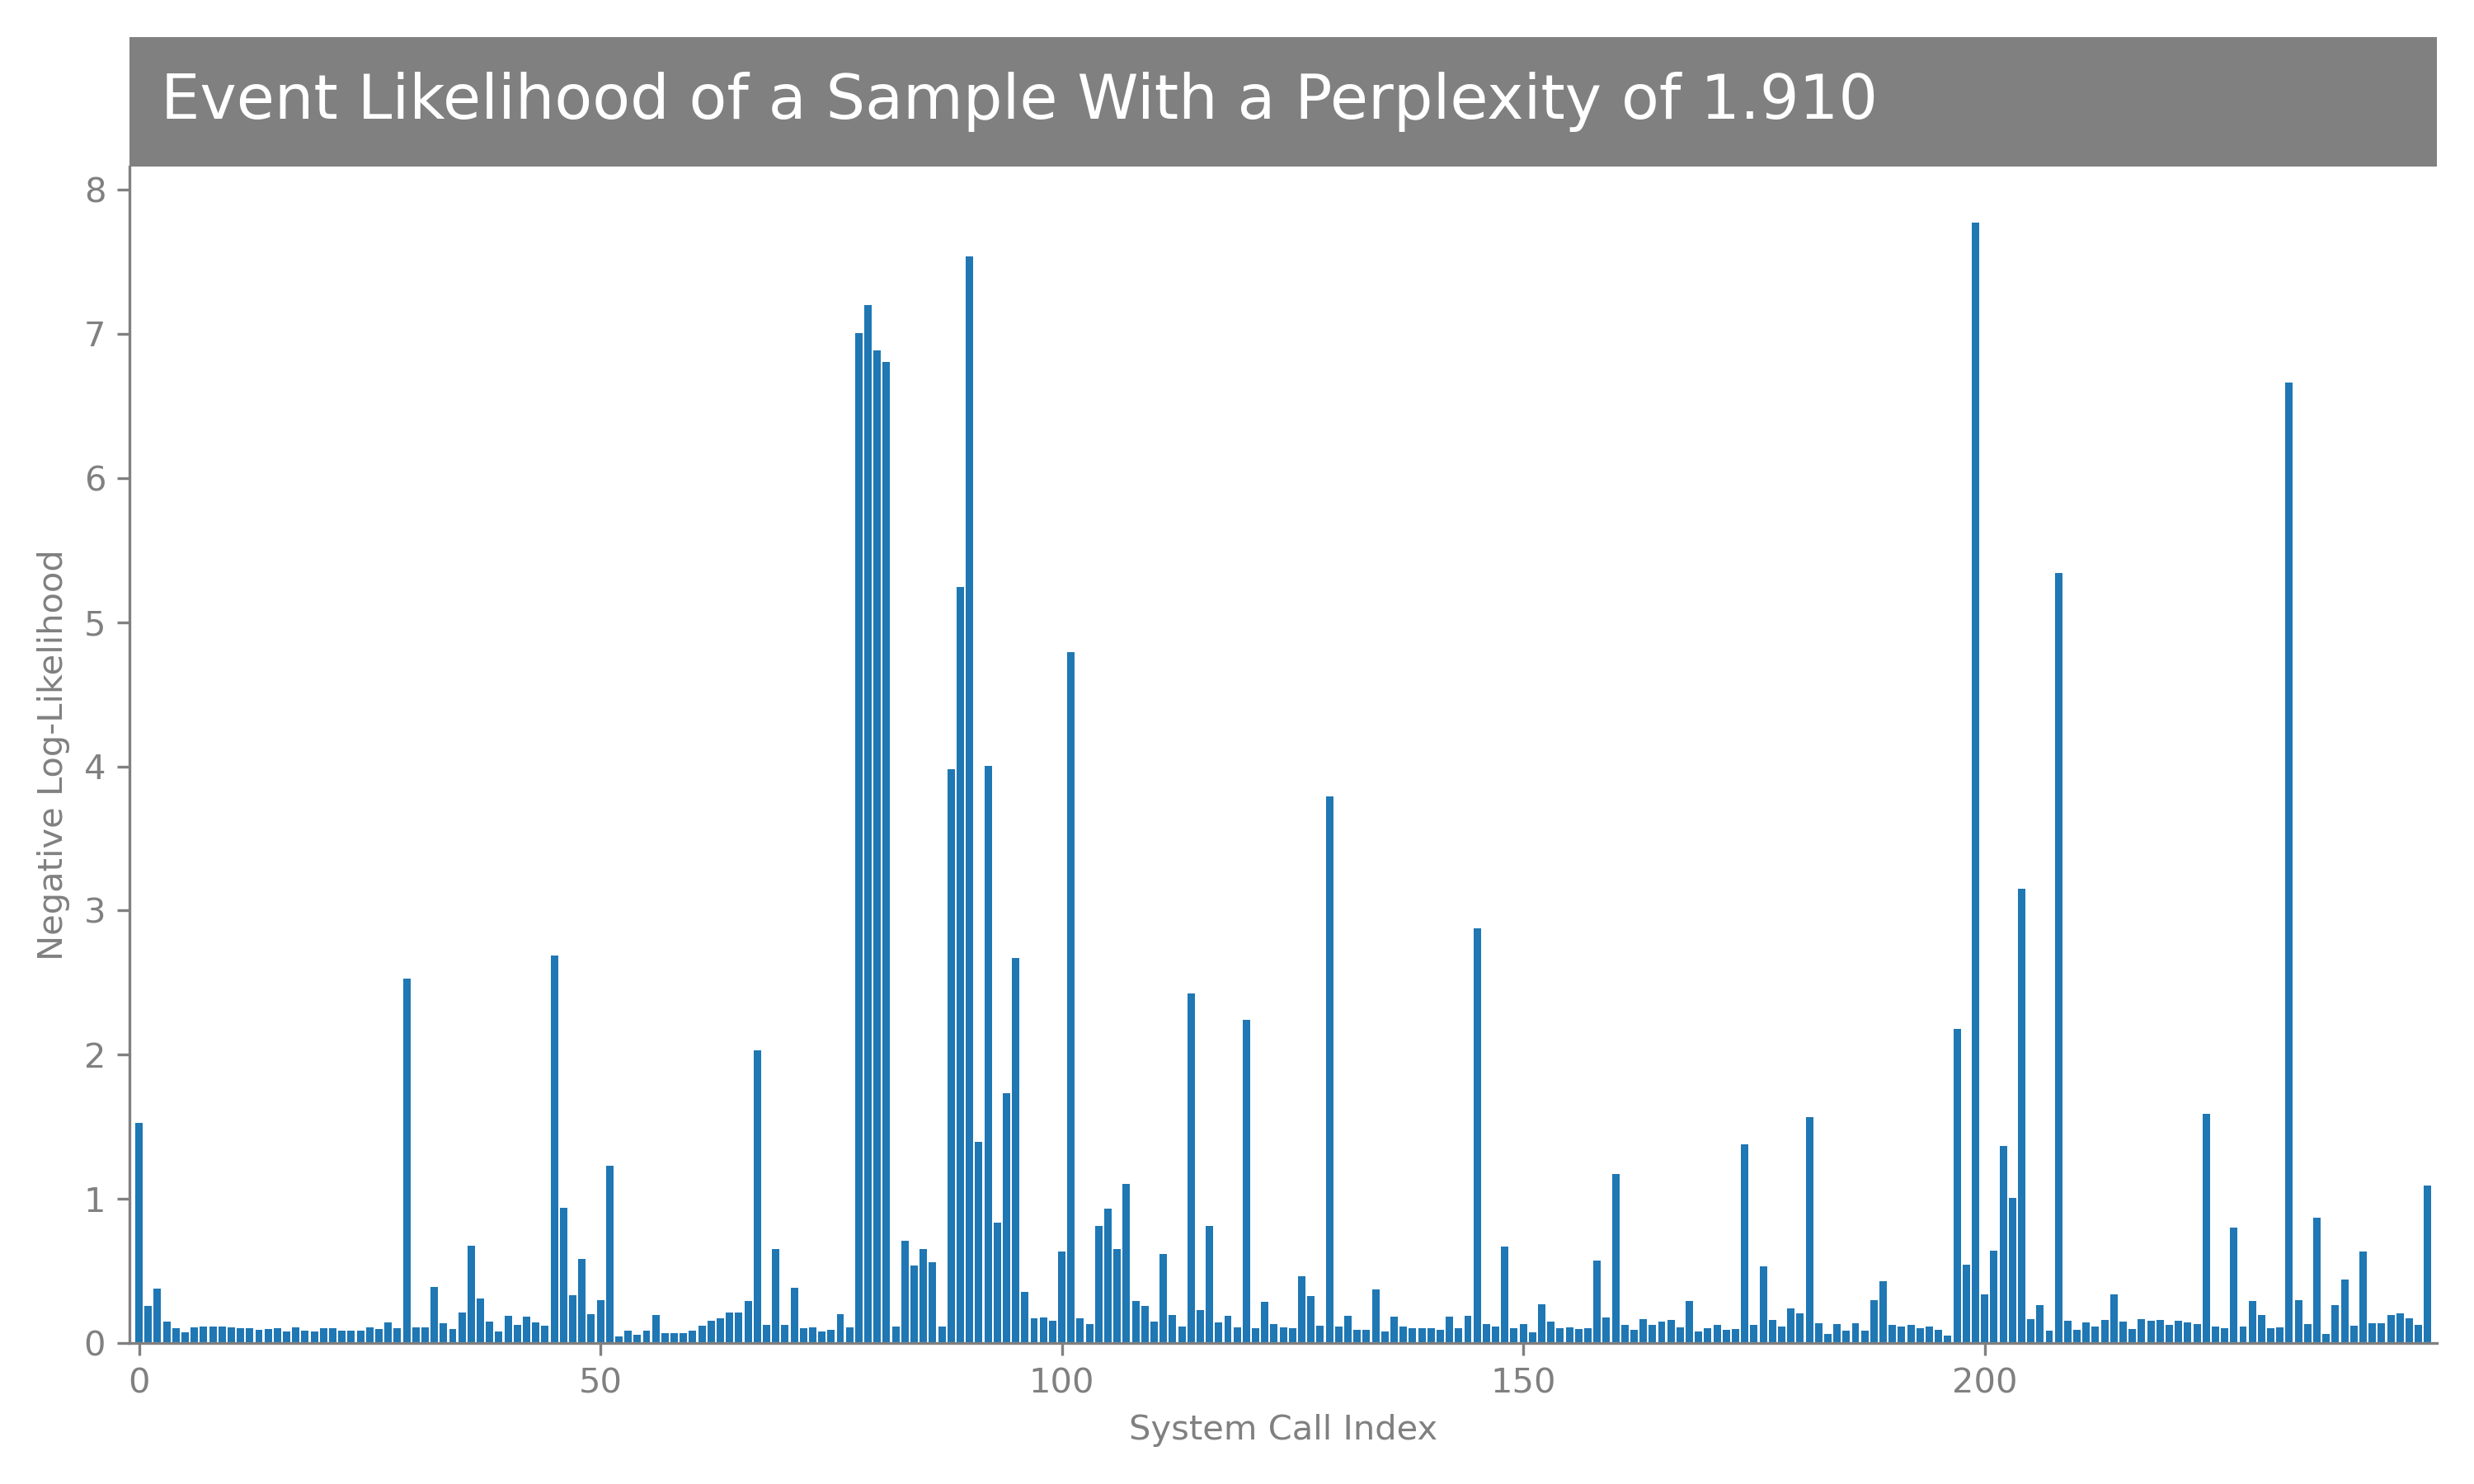 Event Likelihood of a Sample With a Perplexity of 1.910
8
7
6
5
4
3
2
1
0
Negative Log-Likelihood
0 50 100 150 200
System Call Index